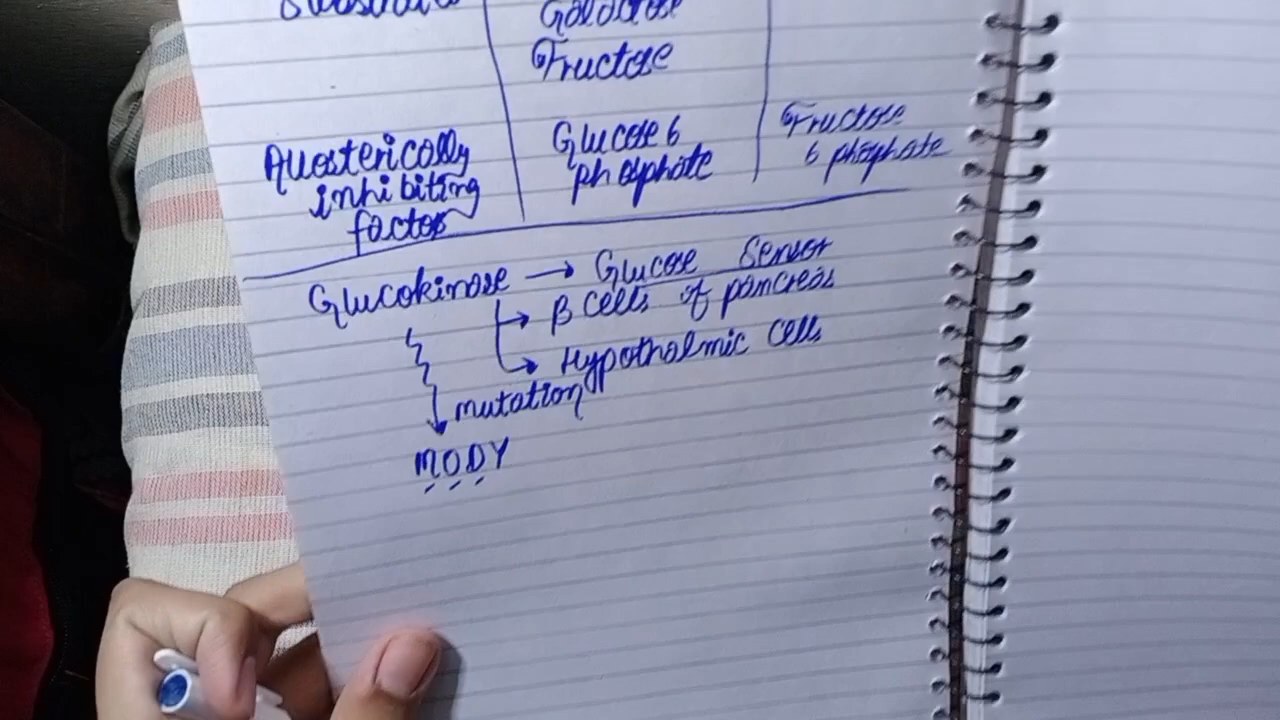 Galactose
Fructose
Allosterically
inhibiting
factor
Glucose 6
phosphate
Fructose
6 phosphate
Glucokinase → Glucose Sensor
→ β cells of pancreas
→ Hypothalmic cells
mutation
MODY